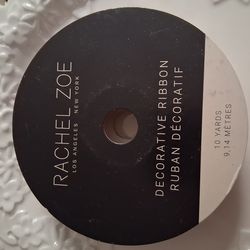 RACHEL ZOE
LOS ANGELES NEW YORK
DECORATIVE RIBBON
RUBAN DÉCORATIF
10 YARDS
9,14 MÈTRES